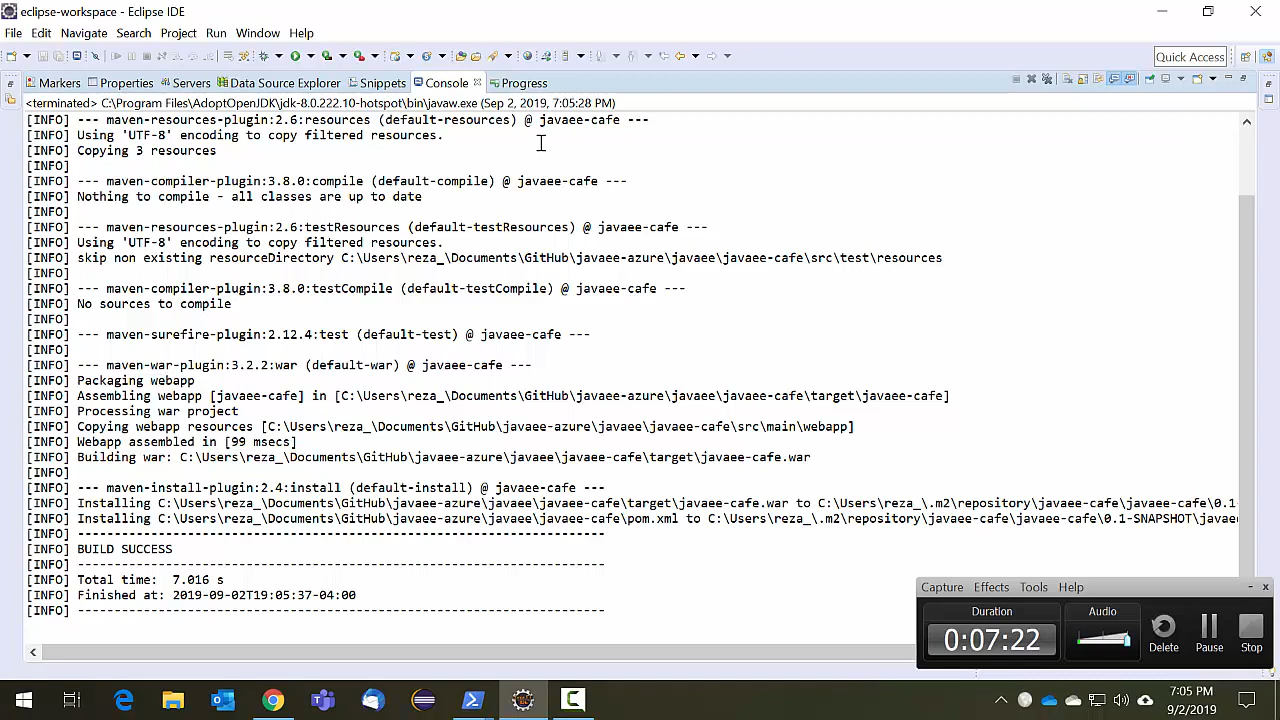 eclipse-workspace - Eclipse IDE
File Edit Navigate Search Project Run Window Help
Quick Access
Markers Properties Servers Data Source Explorer Snippets Console Progress
<terminated> C:\Program Files\AdoptOpenJDK\jdk-8.0.222.10-hotspot\bin\javaw.exe (Sep 2, 2019, 7:05:28 PM)
[INFO] --- maven-resources-plugin:2.6:resources (default-resources) @ javaee-cafe ---
[INFO] Using 'UTF-8' encoding to copy filtered resources.
[INFO] Copying 3 resources
[INFO]
[INFO] --- maven-compiler-plugin:3.8.0:compile (default-compile) @ javaee-cafe ---
[INFO] Nothing to compile - all classes are up to date
[INFO]
[INFO] --- maven-resources-plugin:2.6:testResources (default-testResources) @ javaee-cafe ---
[INFO] Using 'UTF-8' encoding to copy filtered resources.
[INFO] skip non existing resourceDirectory C:\Users\reza_\Documents\GitHub\javaee-azure\javaee\javaee-cafe\src\test\resources
[INFO]
[INFO] --- maven-compiler-plugin:3.8.0:testCompile (default-testCompile) @ javaee-cafe ---
[INFO] No sources to compile
[INFO]
[INFO] --- maven-surefire-plugin:2.12.4:test (default-test) @ javaee-cafe ---
[INFO]
[INFO] --- maven-war-plugin:3.2.2:war (default-war) @ javaee-cafe ---
[INFO] Packaging webapp
[INFO] Assembling webapp [javaee-cafe] in [C:\Users\reza_\Documents\GitHub\javaee-azure\javaee\javaee-cafe\target\javaee-cafe]
[INFO] Processing war project
[INFO] Copying webapp resources [C:\Users\reza_\Documents\GitHub\javaee-azure\javaee\javaee-cafe\src\main\webapp]
[INFO] Webapp assembled in [99 msecs]
[INFO] Building war: C:\Users\reza_\Documents\GitHub\javaee-azure\javaee\javaee-cafe\target\javaee-cafe.war
[INFO]
[INFO] --- maven-install-plugin:2.4:install (default-install) @ javaee-cafe ---
[INFO] Installing C:\Users\reza_\Documents\GitHub\javaee-azure\javaee\javaee-cafe\target\javaee-cafe.war to C:\Users\reza_\.m2\repository\javaee-cafe\javaee-cafe\0.1-
[INFO] Installing C:\Users\reza_\Documents\GitHub\javaee-azure\javaee\javaee-cafe\pom.xml to C:\Users\reza_\.m2\repository\javaee-cafe\javaee-cafe\0.1-SNAPSHOT\javae
[INFO] ------------------------------------------------------------------------
[INFO] BUILD SUCCESS
[INFO] ------------------------------------------------------------------------
[INFO] Total time: 7.016 s
[INFO] Finished at: 2019-09-02T19:05:37-04:00
[INFO] ------------------------------------------------------------------------
Capture Effects Tools Help
Duration Audio
0:07:22
Delete Pause Stop
7:05 PM
9/2/2019